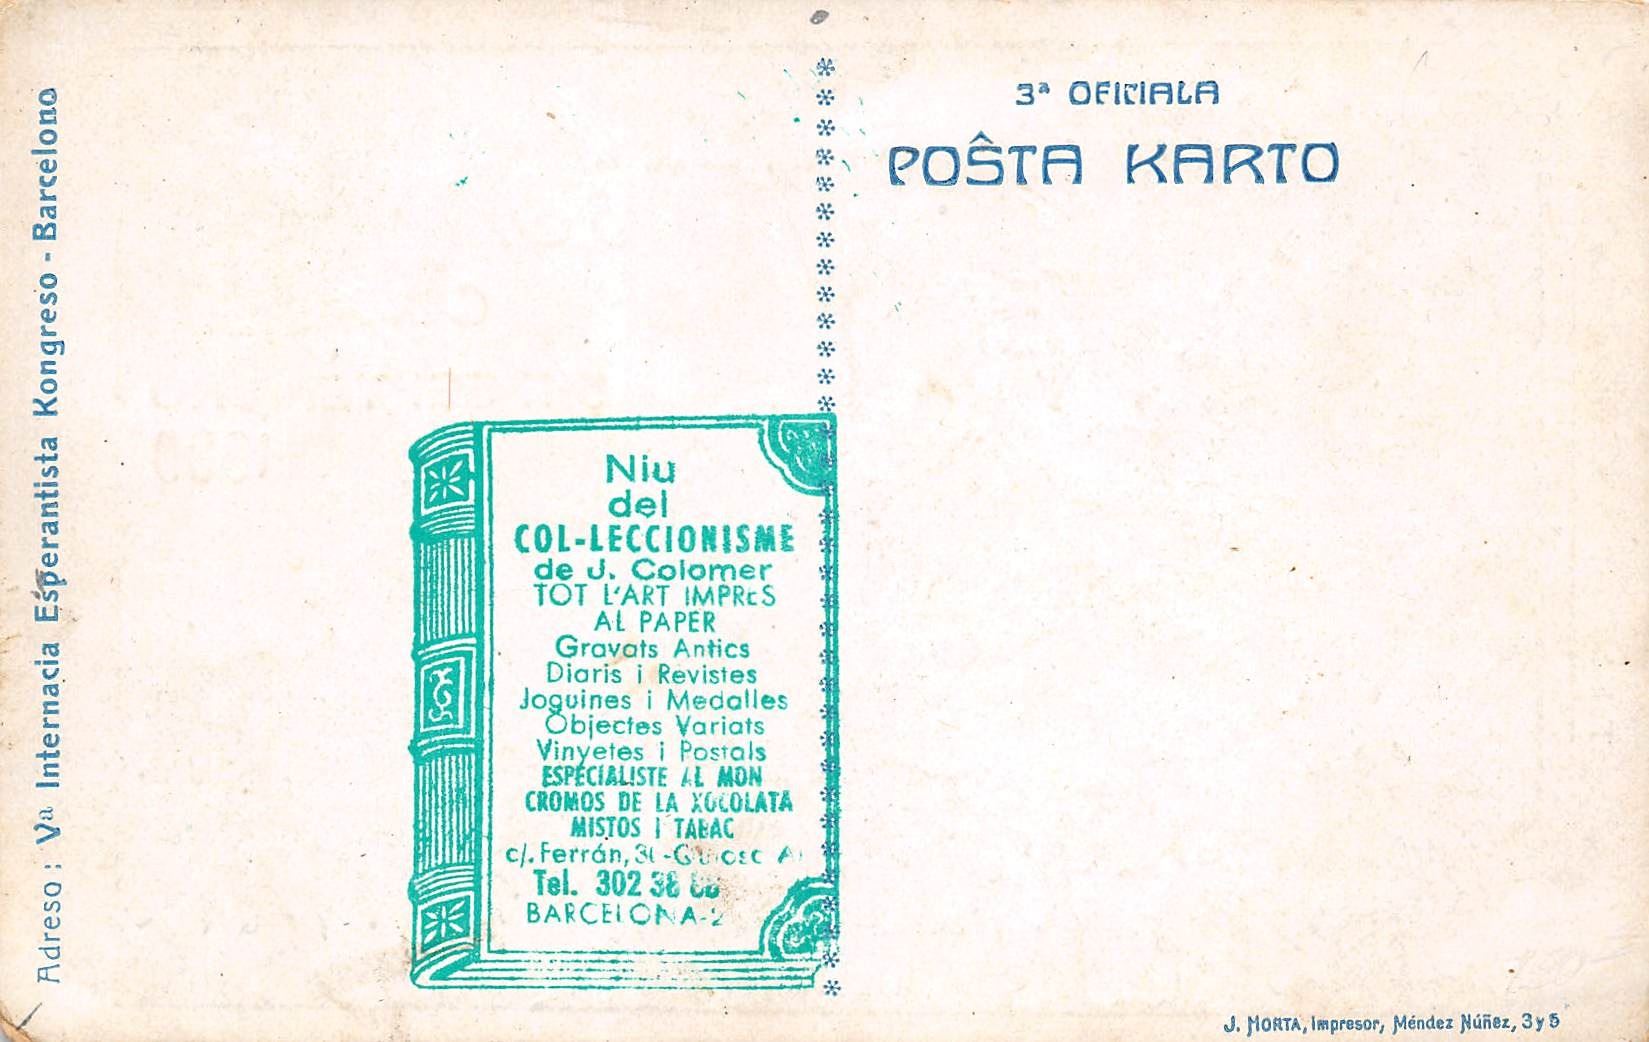 Adreso : Vª Internacia Esperantista Kongreso - Barcelono
3ª OFICIALA
POŜTA KARTO
Niu
del
COL-LECCIONISME
de J. Colomer
TOT L'ART IMPRES
AL PAPER
Gravats Antics
Diaris i Revistes
Joguines i Medalles
Objectes Variats
Vinyetes i Postals
ESPECIALISTE AL MON
CROMOS DE LA XOCOLATA
MISTOS I TABAC
c/. Ferrán,
Tel. 302 38
BARCELONA-2
J. HORTA, Impresor, Méndez Núñez, 3 y 5